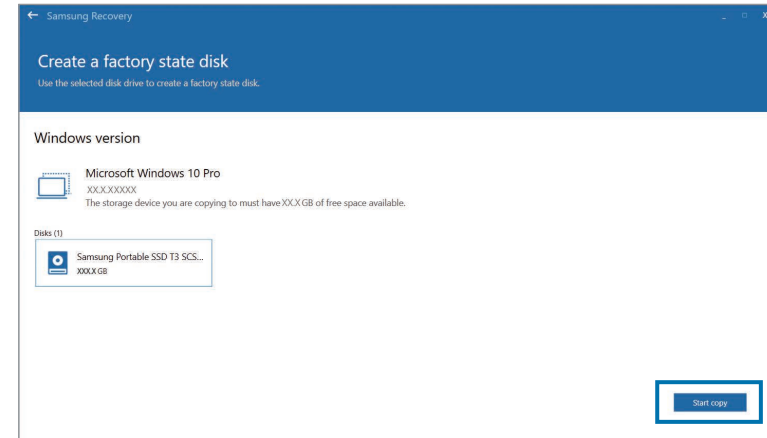 Samsung Recovery
Create a factory state disk
Use the selected disk drive to create a factory state disk.
Windows version
Microsoft Windows 10 Pro
XX.X.XXXXX
The storage device you are copying to must have XX.X GB of free space available.
Disks (1)
Samsung Portable SSD T3 SCS...
XXX.X GB
Start copy